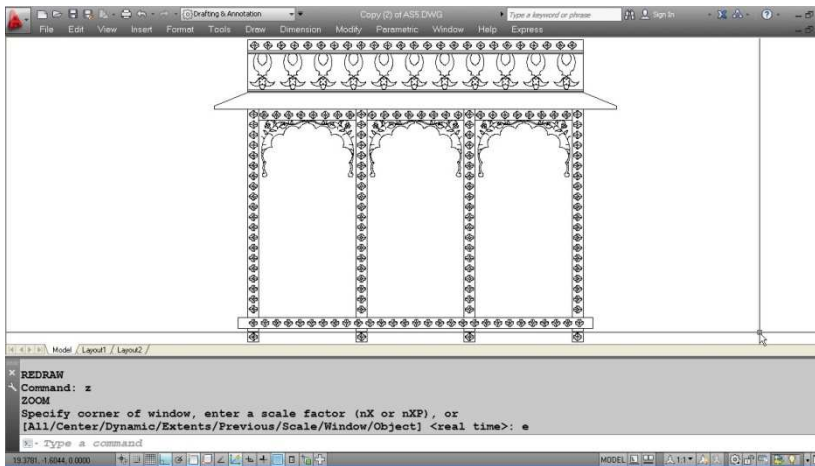 Drafting & Annotation
Copy (2) of AS5.DWG
Type a keyword or phrase
Sign In
File Edit View Insert Format Tools Draw Dimension Modify Parametric Window Help Express
Model / Layout1 / Layout2 /
REDRAW
Command: z
ZOOM
Specify corner of window, enter a scale factor (nX or nXP), or
[All/Center/Dynamic/Extents/Previous/Scale/Window/Object] <real time>: e
Type a command
19.3781, -1.6044, 0.0000
MODEL
1:1